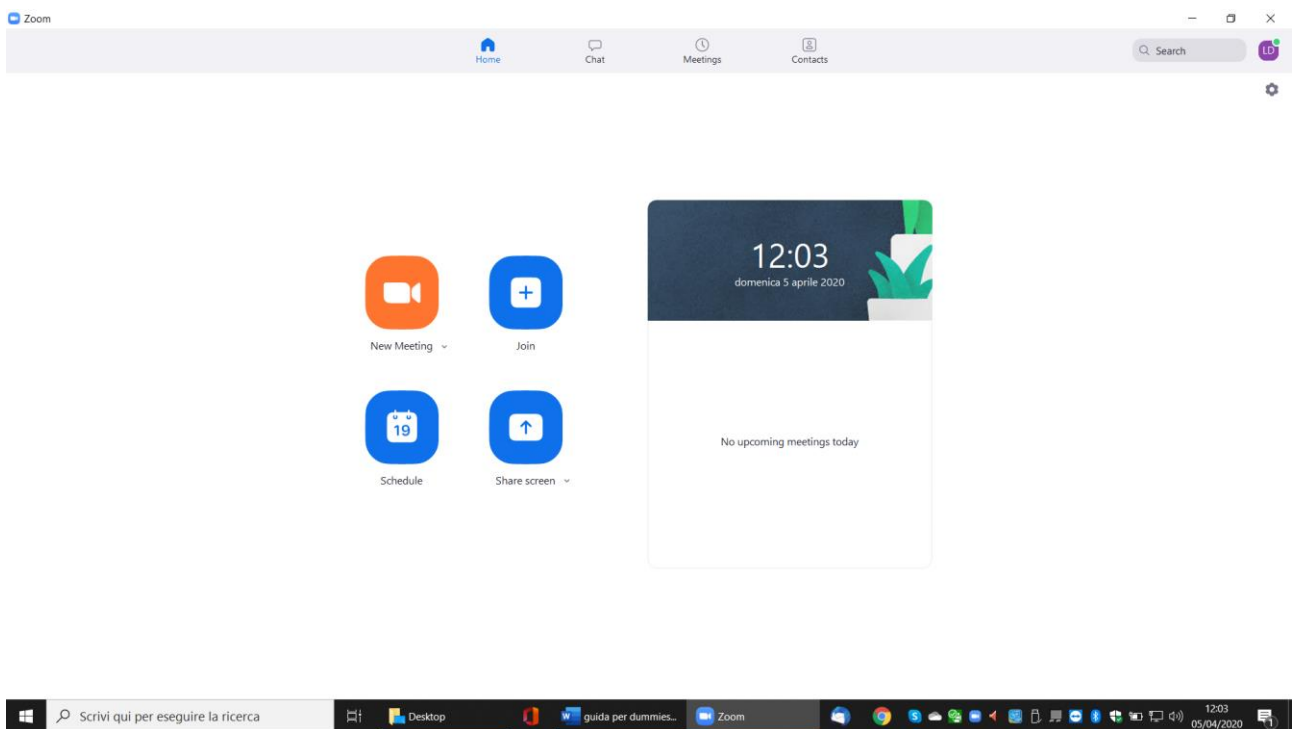 Zoom
Home
Chat
Meetings
Contacts
Search
LD
12:03
domenica 5 aprile 2020
New Meeting
Join
19
Schedule
Share screen
No upcoming meetings today
Scrivi qui per eseguire la ricerca
Desktop
guida per dummies...
Zoom
12:03
05/04/2020
1